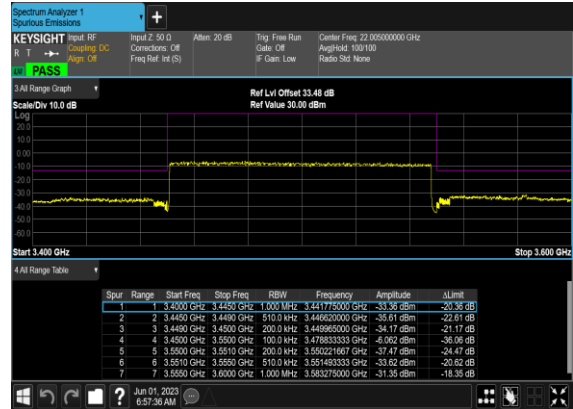 Spectrum Analyzer 1
Spurious Emissions
KEYSIGHT Input: RF Input Z: 50 Ω Atten: 20 dB Trig: Free Run Center Freq: 22.005000000 GHz
R T Coupling: DC Corrections: Off Gate: Off Avg|Hold: 100/100
Align: Off Freq Ref: Int (S) IF Gain: Low Radio Std: None
PASS
3 All Range Graph
Ref Lvl Offset 33.48 dB
Scale/Div 10.0 dB Ref Value 30.00 dBm
Log
20.0
10.0
0.00
-10.0
-20.0
-30.0
-40.0
-50.0
-60.0
Start 3.400 GHz Stop 3.600 GHz
4 All Range Table
Spur Range Start Freq Stop Freq RBW Frequency Amplitude ΔLimit
1 1 3.4000 GHz 3.4450 GHz 1.000 MHz 3.441775000 GHz -33.36 dBm -20.36 dB
2 2 3.4450 GHz 3.4490 GHz 510.0 kHz 3.446620000 GHz -35.61 dBm -22.61 dB
3 3 3.4490 GHz 3.4500 GHz 200.0 kHz 3.449965000 GHz -34.17 dBm -21.17 dB
4 4 3.4500 GHz 3.5500 GHz 100.0 kHz 3.478833333 GHz -6.062 dBm -36.06 dB
5 5 3.5500 GHz 3.5510 GHz 200.0 kHz 3.550221667 GHz -37.47 dBm -24.47 dB
6 6 3.5510 GHz 3.5550 GHz 510.0 kHz 3.551493333 GHz -33.62 dBm -20.62 dB
7 7 3.5550 GHz 3.6000 GHz 1.000 MHz 3.583275000 GHz -31.35 dBm -18.35 dB
? Jun 01, 2023
6:57:36 AM